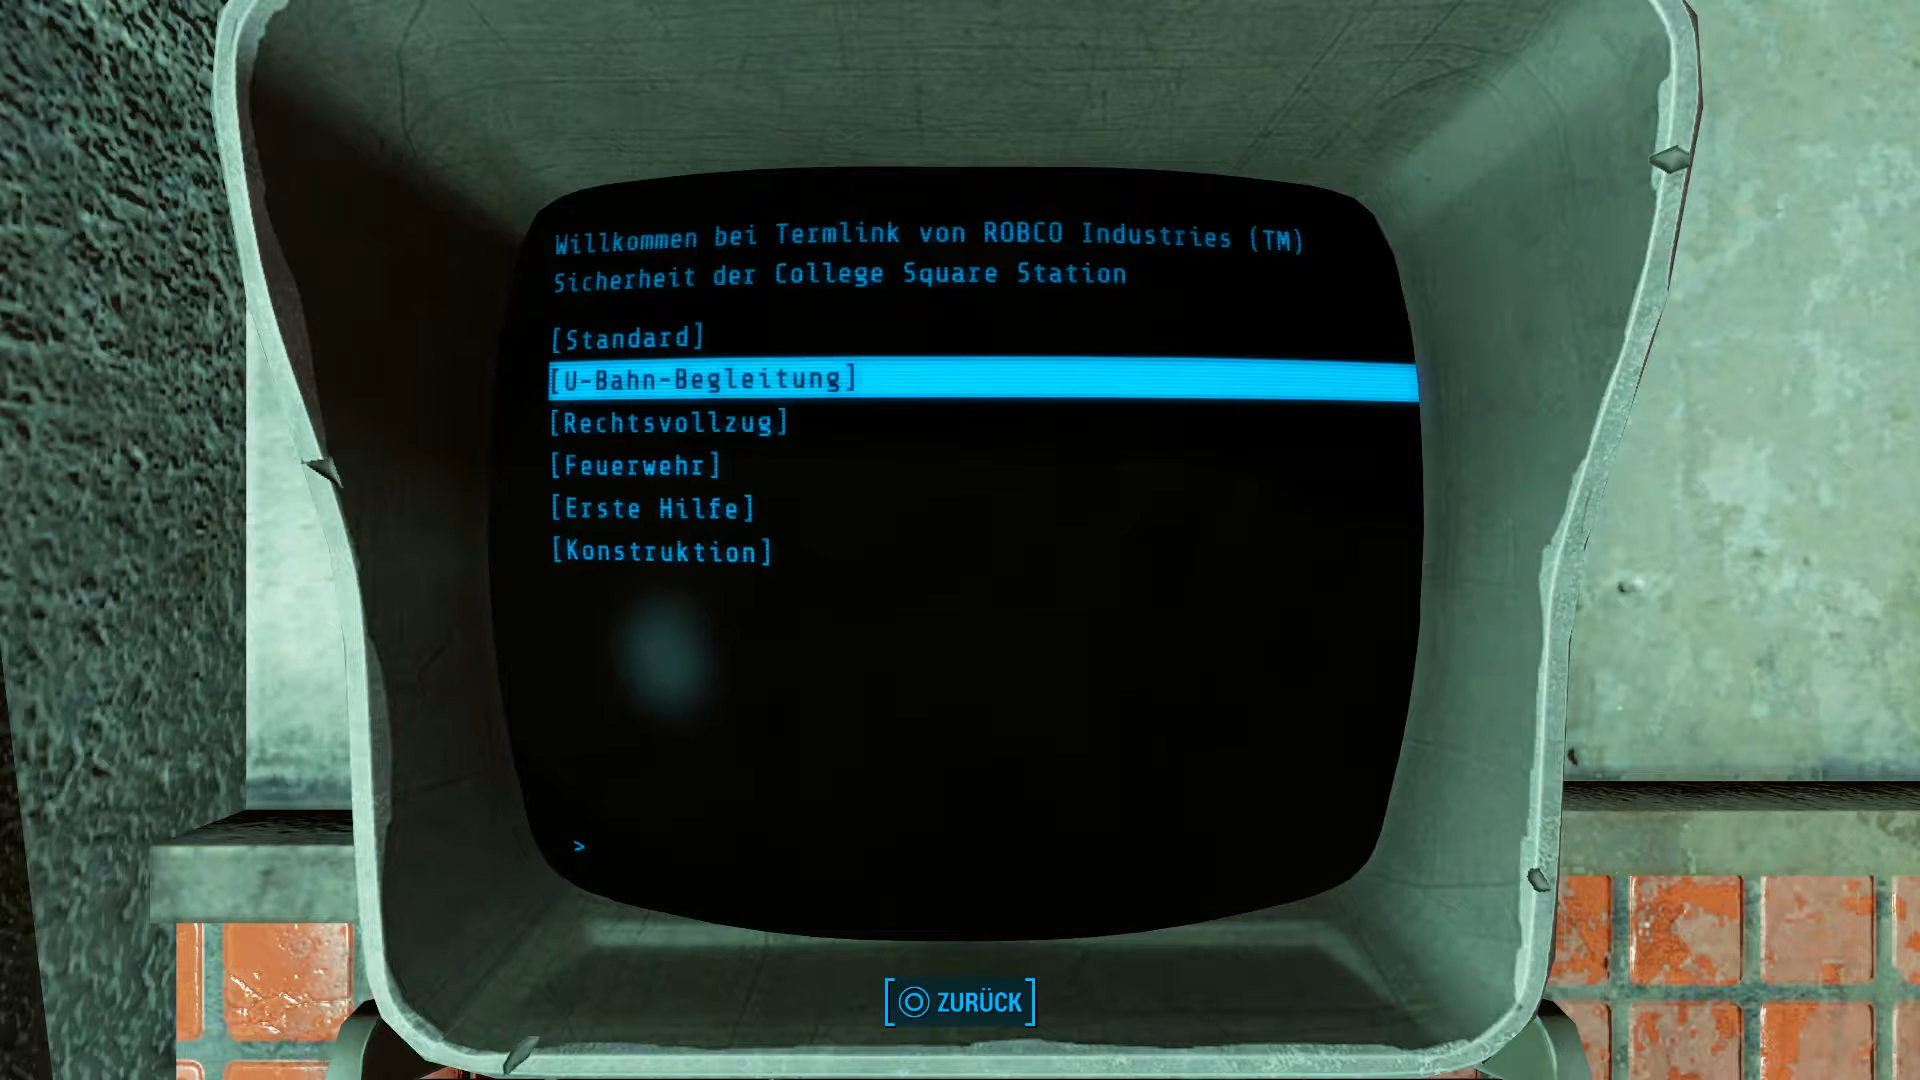 Willkommen bei Termlink von ROBCO Industries (TM)
Sicherheit der College Square Station
[Standard]
[U-Bahn-Begleitung]
[Rechtsvollzug]
[Feuerwehr]
[Erste Hilfe]
[Konstruktion]
>
[ ZURÜCK]